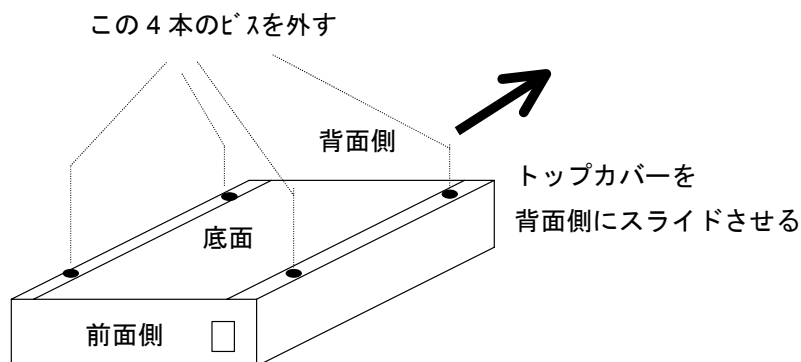 この４本のﾋﾞｽを外す
背面側
トップカバーを
背面側にスライドさせる
底面
前面側